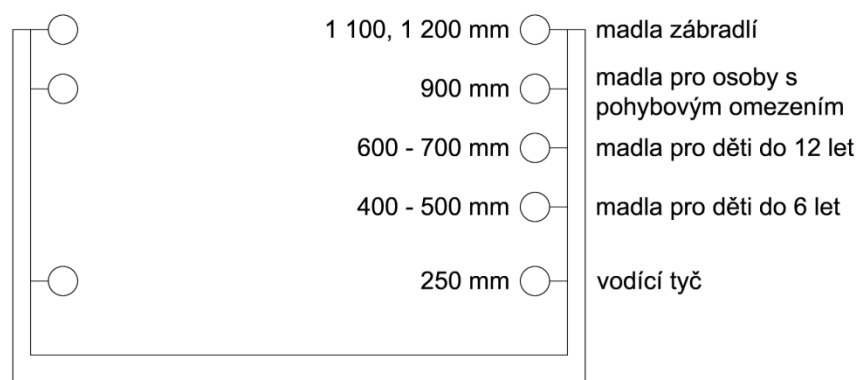 1 100, 1 200 mm madla zábradlí
900 mm madla pro osoby s
pohybovým omezením
600 - 700 mm madla pro děti do 12 let
400 - 500 mm madla pro děti do 6 let
250 mm vodící tyč